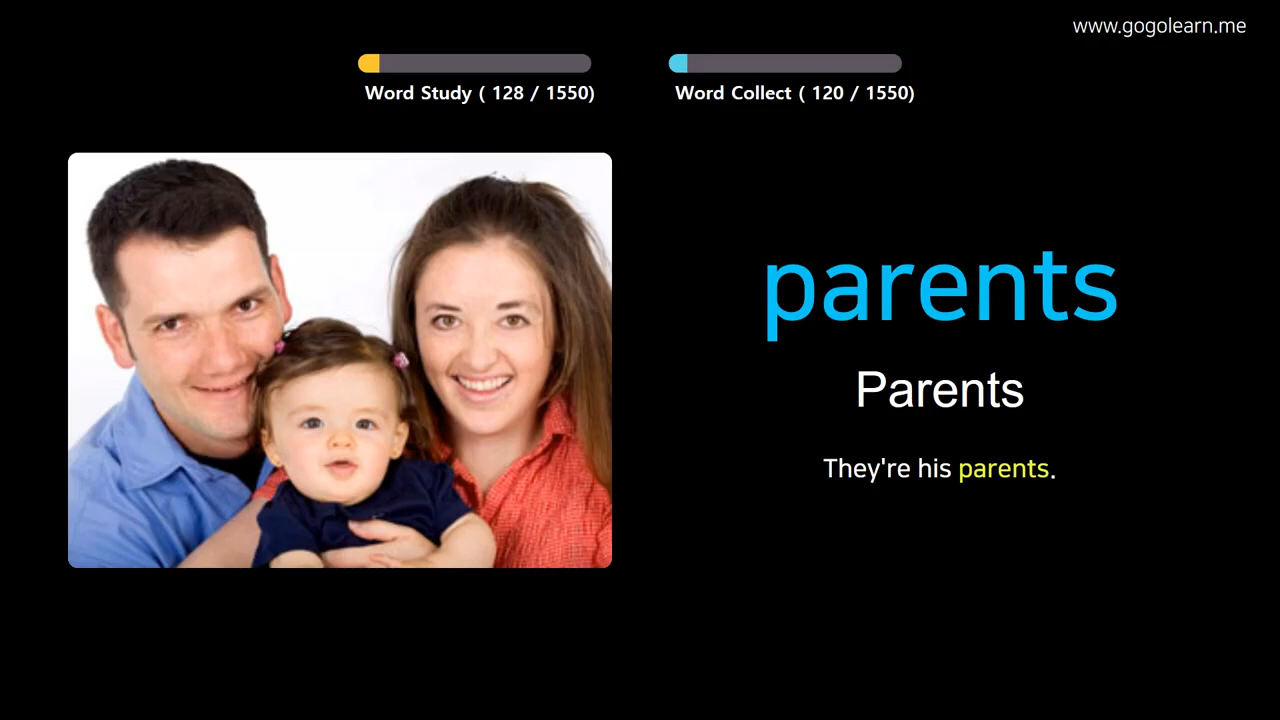 www.gogolearn.me
Word Study ( 128 / 1550)
Word Collect ( 120 / 1550)
parents
Parents
They're his parents.